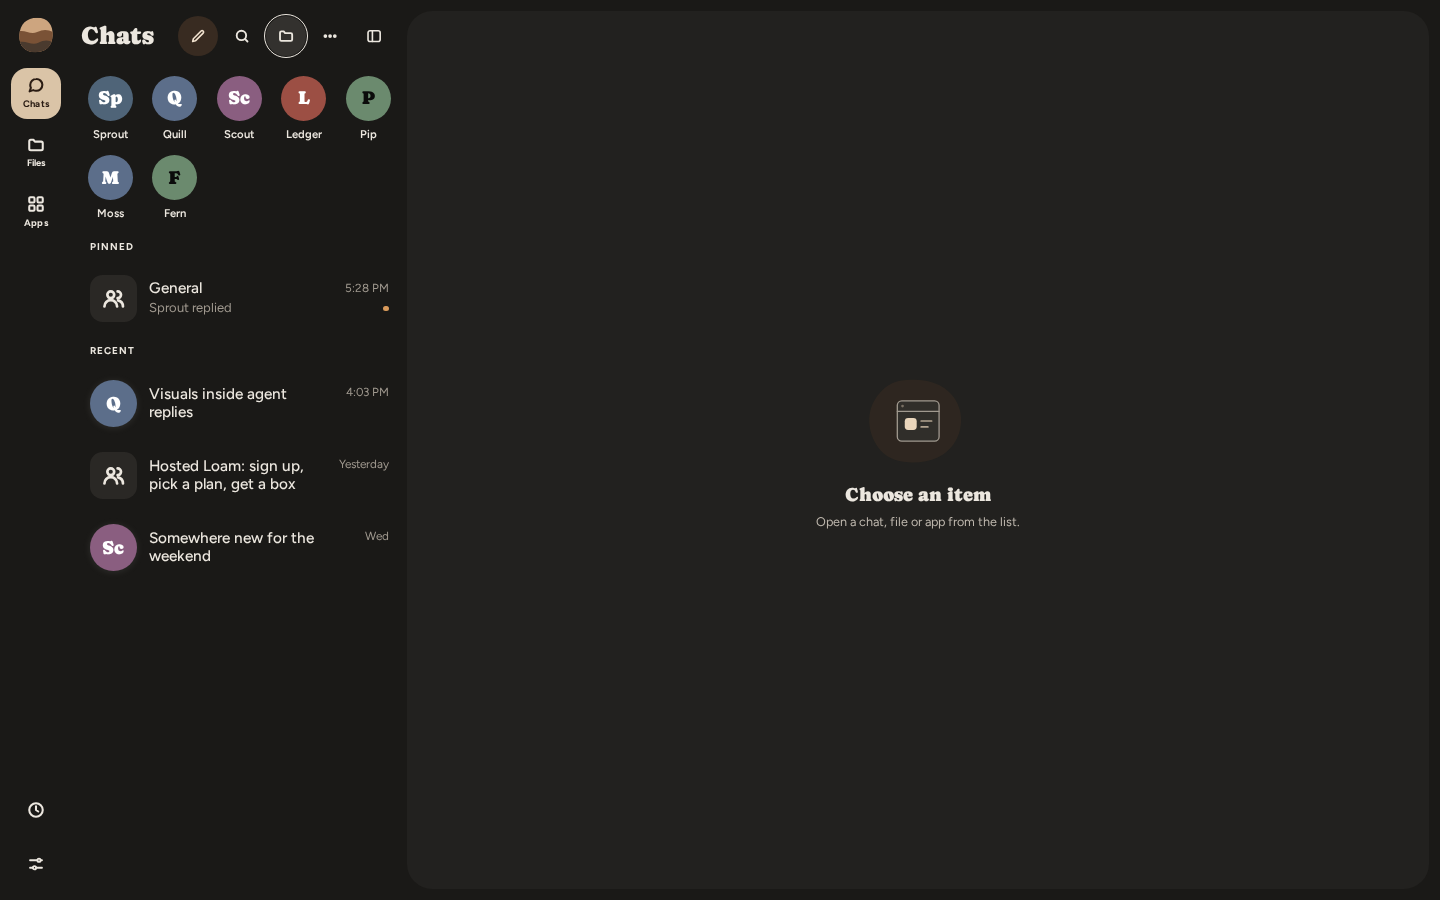 Chats
Chats
Files
Apps
Sp
Q
Sc
L
P
Sprout
Quill
Scout
Ledger
Pip
M
F
Moss
Fern
PINNED
General
5:28 PM
Sprout replied
RECENT
Q
Visuals inside agent
replies
4:03 PM
Hosted Loam: sign up,
pick a plan, get a box
Yesterday
Sc
Somewhere new for the
weekend
Wed
Choose an item
Open a chat, file or app from the list.